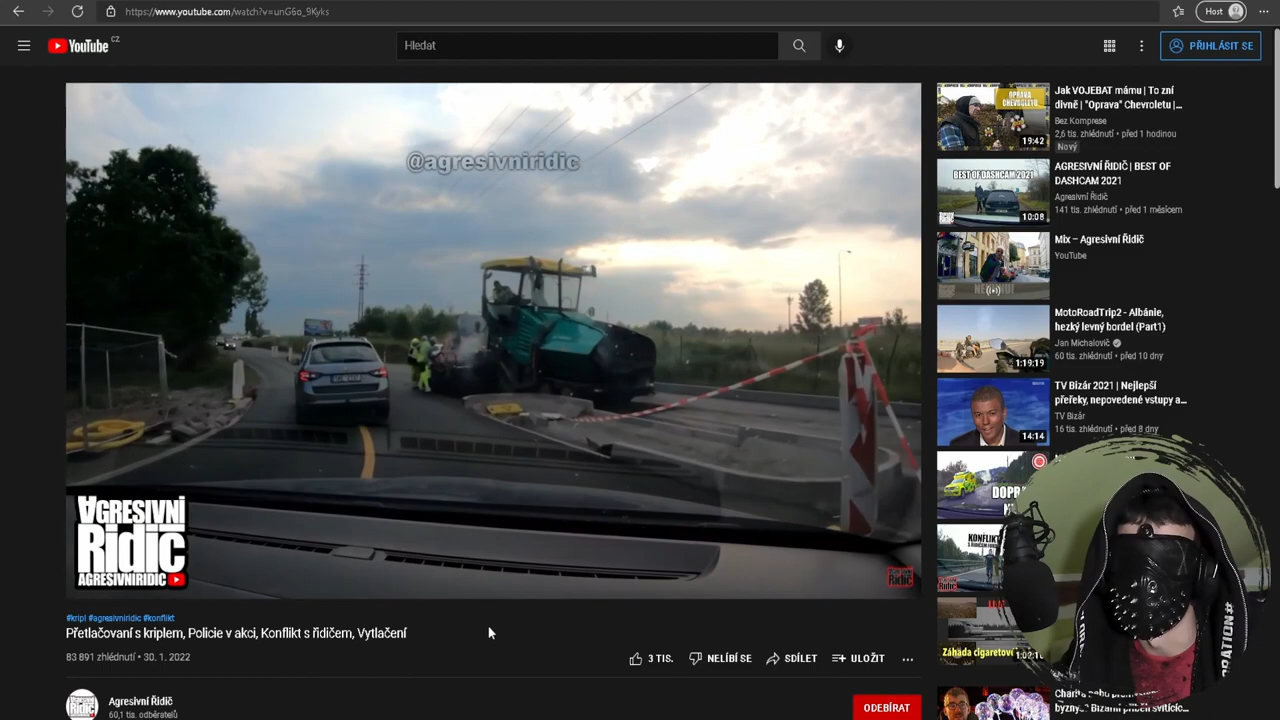 https://www.youtube.com/watch?v=unG6o_9Kyks
Host
YouTube CZ
Hledat
PŘIHLÁSIT SE
@agresivniridic
AGRESIVNÍ
ŘIDIČ
AGRESIVNIRIDIC
#kripl #agresivniridic #konflikt
Přetlačovaní s kriplem, Policie v akci, Konflikt s řidičem, Vytlačení
83 891 zhlédnutí • 30. 1. 2022
3 TIS.
NELÍBÍ SE
SDÍLET
ULOŽIT
Agresivní Řidič
60,1 tis. odběratelů
ODEBÍRAT
OPRAVA
CHEVROLETU
19:42
Jak VOJEBAT mámu | To zní
divně | "Oprava" Chevroletu |...
Bez Komprese
2,6 tis. zhlédnutí • před 1 hodinou
Nový
BEST OF DASHCAM 2021
10:08
AGRESIVNÍ ŘIDIČ | BEST OF
DASHCAM 2021
Agresivní Řidič
141 tis. zhlédnutí • před 1 měsícem
Mix – Agresivní Řidič
YouTube
1:19:19
MotoRoadTrip2 - Albánie,
hezký levný bordel (Part1)
Jan Michalovič
60 tis. zhlédnutí • před 10 dny
14:14
TV Bizár 2021 | Nejlepší
přeřeky, nepovedené vstupy a...
TV Bizár
16 tis. zhlédnutí • před 8 dny
KONFLIKT
Záhada cigaretové
Charita nebo